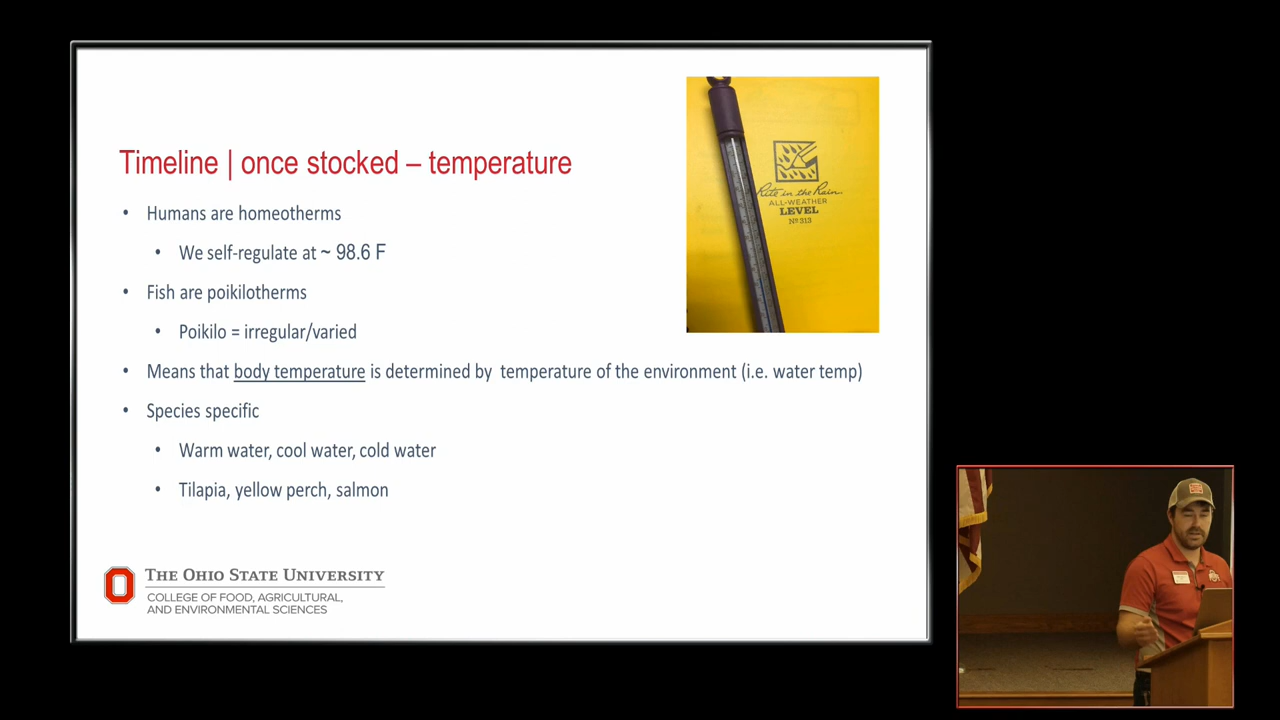 Timeline | once stocked – temperature
• Humans are homeotherms
• We self-regulate at ~ 98.6 F
• Fish are poikilotherms
• Poikilo = irregular/varied
• Means that body temperature is determined by temperature of the environment (i.e. water temp)
• Species specific
• Warm water, cool water, cold water
• Tilapia, yellow perch, salmon
Rite in the Rain
ALL-WEATHER
LEVEL
Nº 313
THE OHIO STATE UNIVERSITY
COLLEGE OF FOOD, AGRICULTURAL,
AND ENVIRONMENTAL SCIENCES